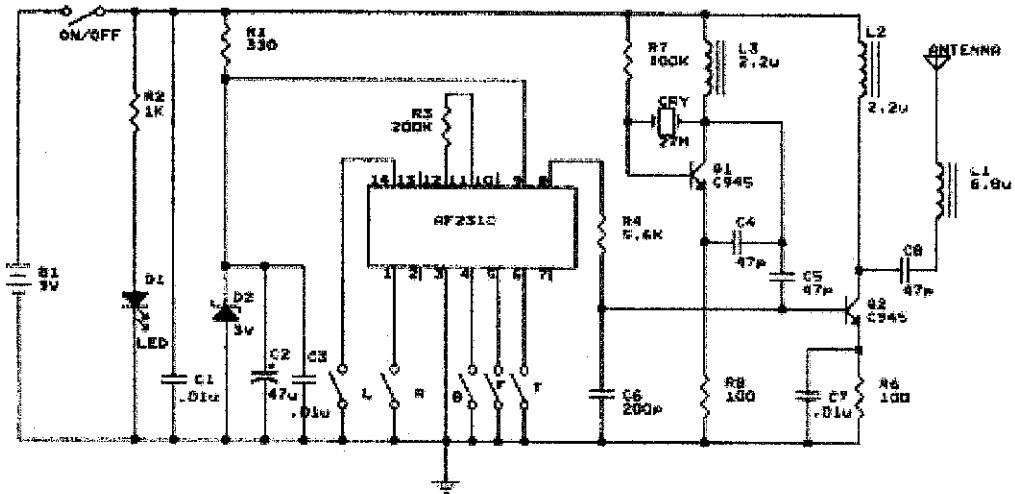 ON/OFF
R1
330
R2
1K
R3
200K
R7
100K
L3
2.2u
CRY
27M
L2
2.2u
ANTENNA
L1
6.8u
14 13 12 11 10 9 8
AF2310
1 2 3 4 5 6 7
Q1
C945
R4
5.6K
C4
47p
C5
47p
C8
47p
Q2
C945
B1
D1
LED
D2
3V
C1
.01u
C2
47u
C3
.01u
L
R
B
F
T
C6
200p
R8
100
C7
.01u
R6
100